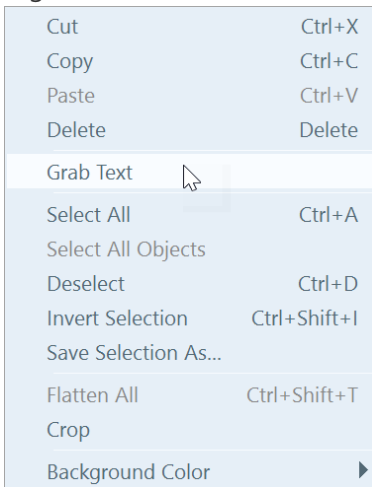 Cut Ctrl+X
Copy Ctrl+C
Paste Ctrl+V
Delete Delete
Grab Text
Select All Ctrl+A
Select All Objects
Deselect Ctrl+D
Invert Selection Ctrl+Shift+I
Save Selection As...
Flatten All Ctrl+Shift+T
Crop
Background Color